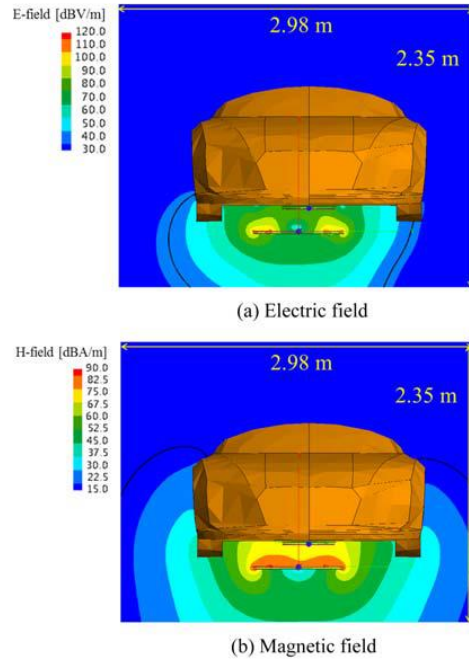 E-field [dBV/m]
120.0
110.0
100.0
90.0
80.0
70.0
60.0
50.0
40.0
30.0
2.98 m
2.35 m
(a) Electric field
H-field [dBA/m]
90.0
82.5
75.0
67.5
60.0
52.5
45.0
37.5
30.0
22.5
15.0
2.98 m
2.35 m
(b) Magnetic field